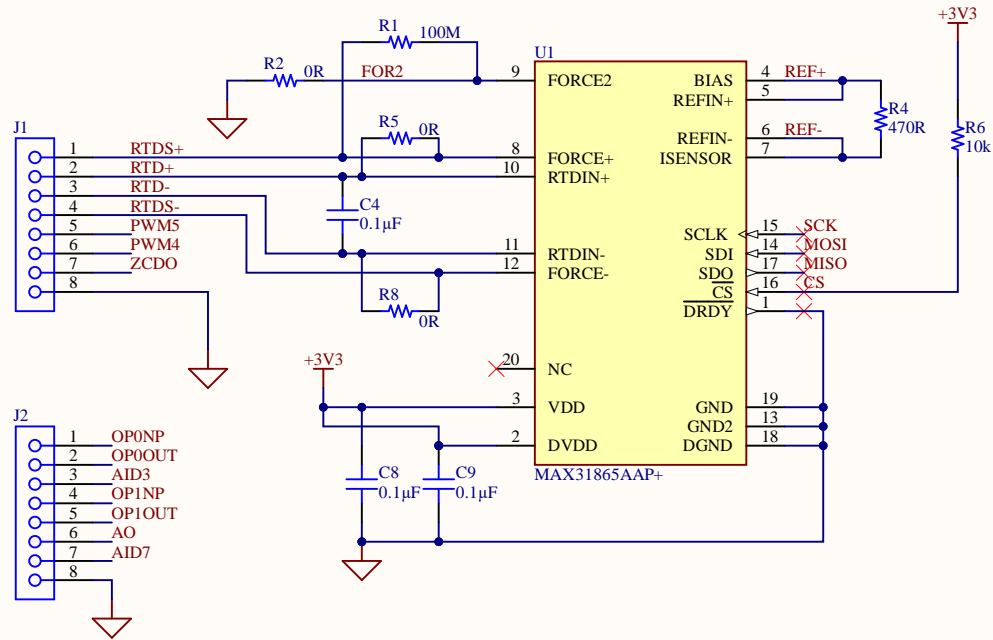 +3V3
R1 100M
R2 0R FOR2
U1
J1
1 RTDS+
2 RTD+
3 RTD-
4 RTDS-
5 PWM5
6 PWM4
7 ZCDO
8
R5 0R
C4
0.1µF
R8
0R
9 FORCE2
8 FORCE+
10 RTDIN+
11 RTDIN-
12 FORCE-
20 NC
3 VDD
2 DVDD
BIAS 4 REF+
REFIN+ 5
REFIN- 6 REF-
ISENSOR 7
SCLK 15 SCK
SDI 14 MOSI
SDO 17 MISO
CS 16 CS
DRDY 1
GND 19
GND2 13
DGND 18
MAX31865AAP+
R4
470R
R6
10k
+3V3
C8
0.1µF
C9
0.1µF
J2
1 OP0NP
2 OP0OUT
3 AID3
4 OP1NP
5 OP1OUT
6 AO
7 AID7
8